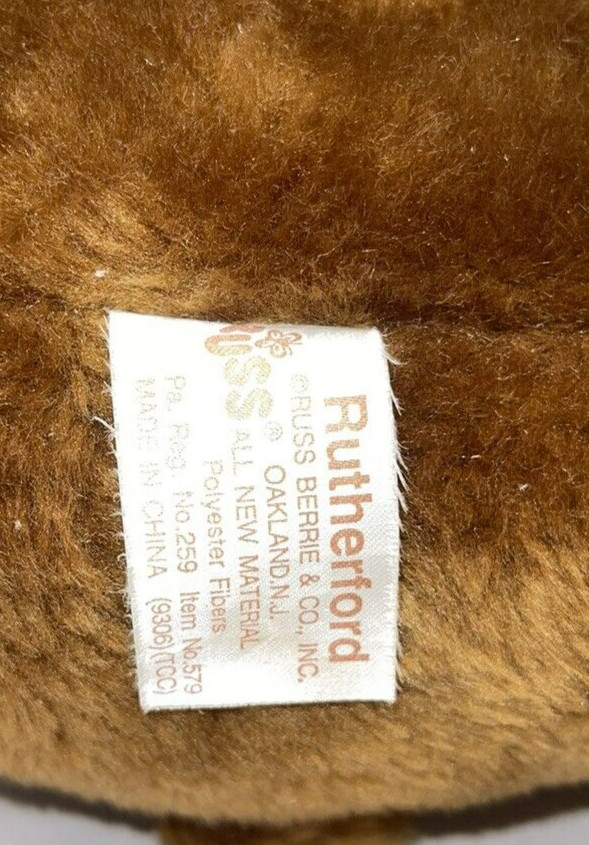 Rutherford
©RUSS BERRIE & CO., INC.
OAKLAND, N.J.
Russ® ALL NEW MATERIAL
Polyester Fibers
Pa. Reg. No.259 Item No.579
MADE IN CHINA (9306)(TCC)